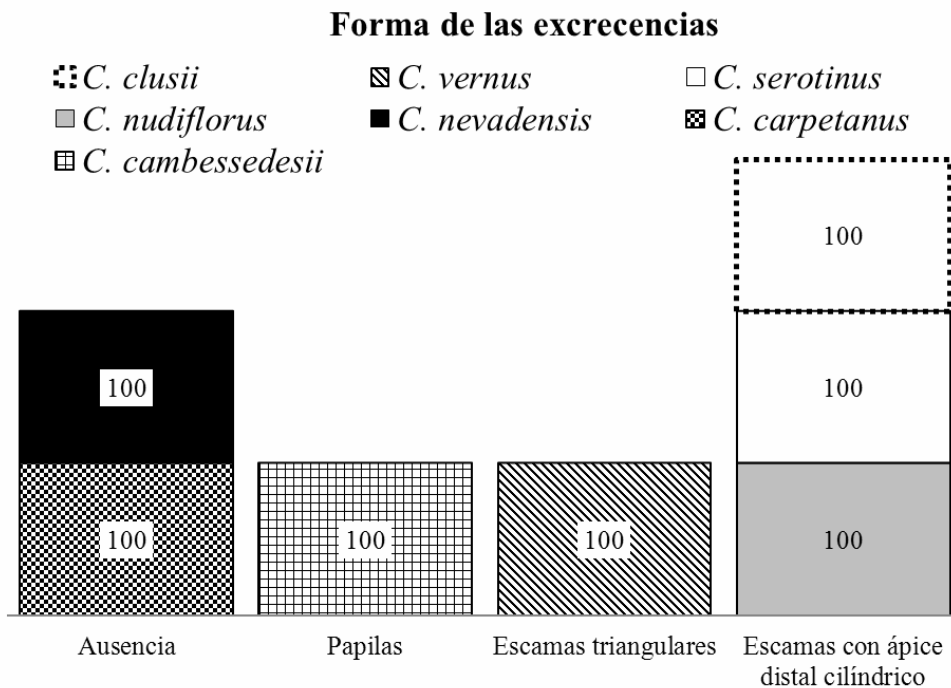 Forma de las excrecencias
C. clusii C. vernus C. serotinus
C. nudiflorus C. nevadensis C. carpetanus
C. cambessedesii
100
100 100
100 100 100 100
Ausencia Papilas Escamas triangulares Escamas con ápice
distal cilíndrico